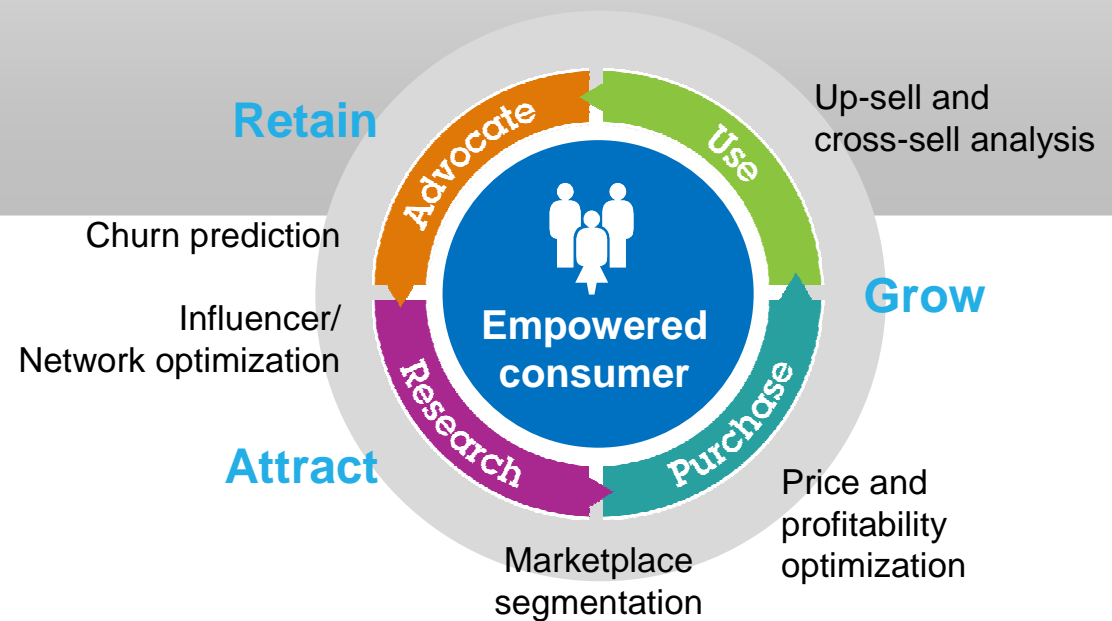 Retain
Advocate
Use
Up-sell and
cross-sell analysis
Churn prediction
Influencer/
Network optimization
Empowered
consumer
Grow
Research
Purchase
Attract
Price and
profitability
optimization
Marketplace
segmentation